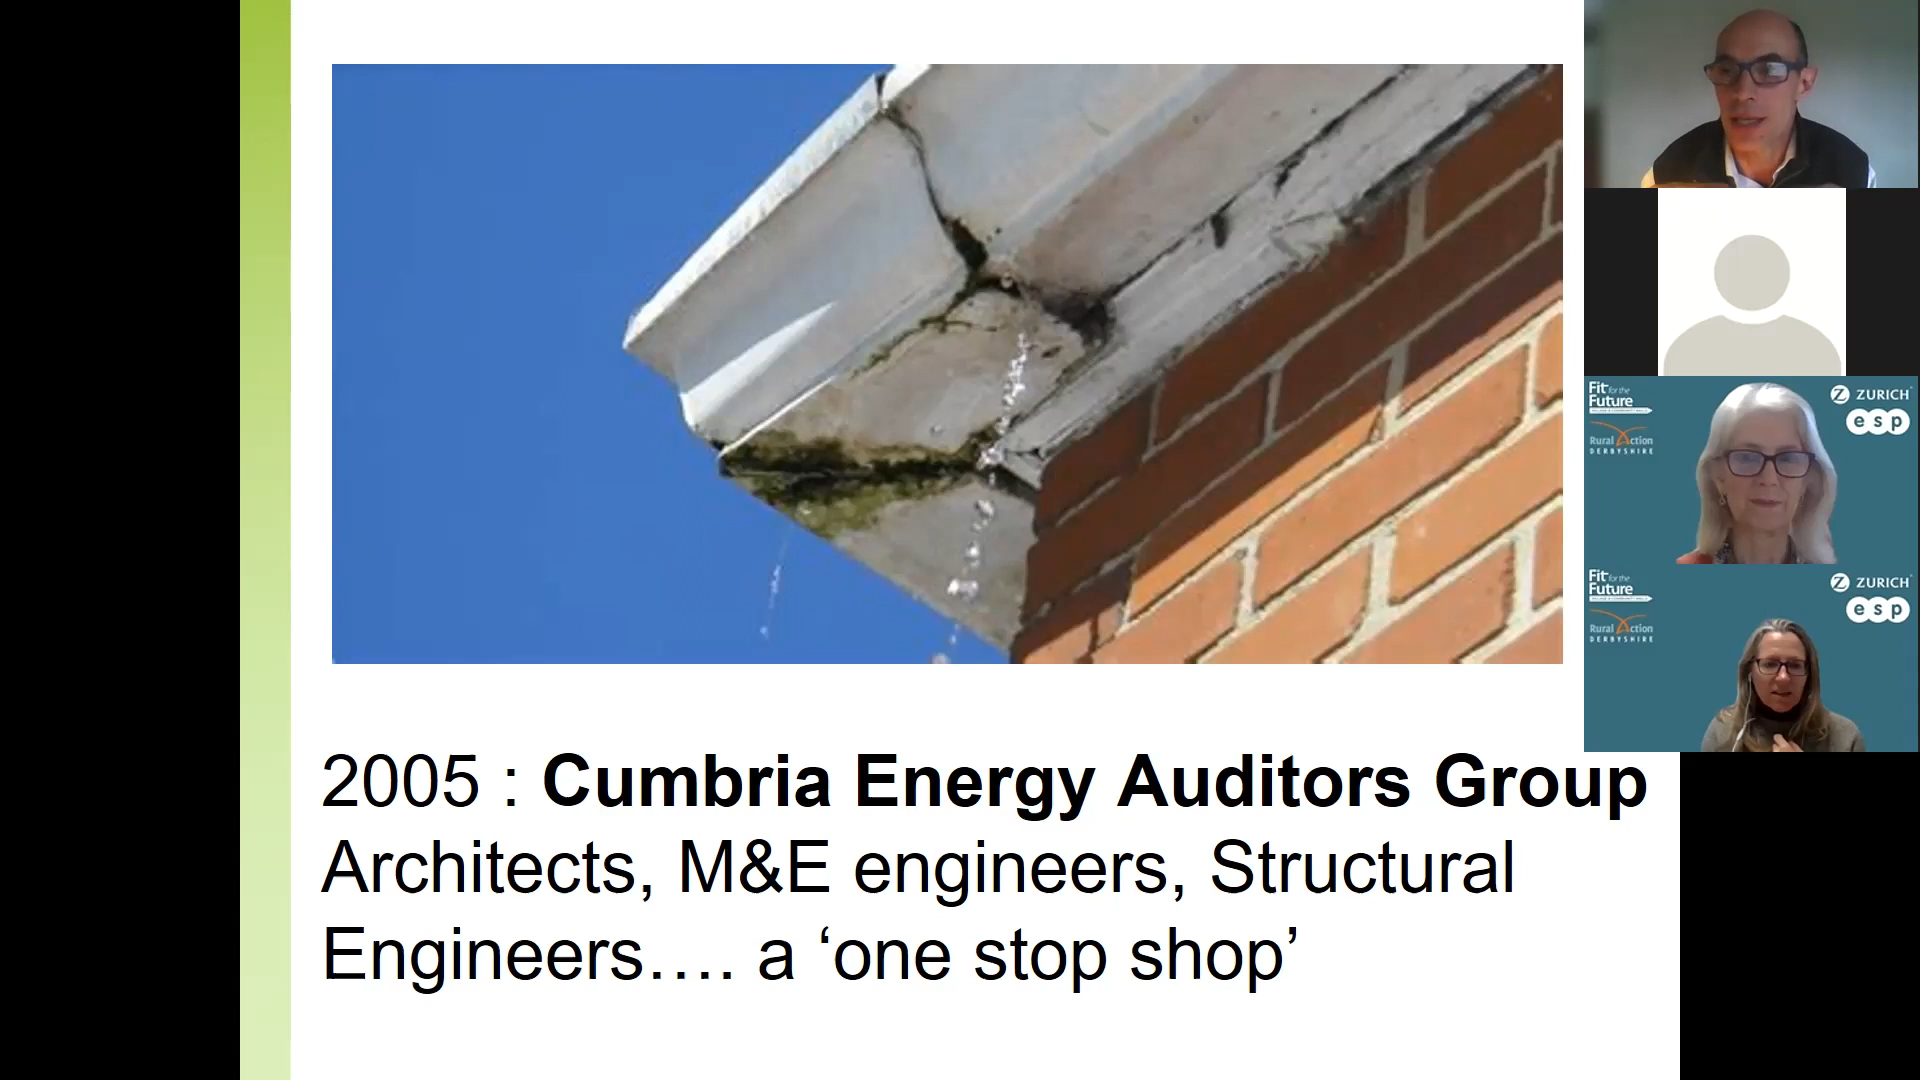 2005 : Cumbria Energy Auditors Group
Architects, M&E engineers, Structural
Engineers…. a ‘one stop shop’
Fit for the
Future
ZURICH
esp
Rural Action
DERBYSHIRE
Fit for the
Future
ZURICH
esp
Rural Action
DERBYSHIRE